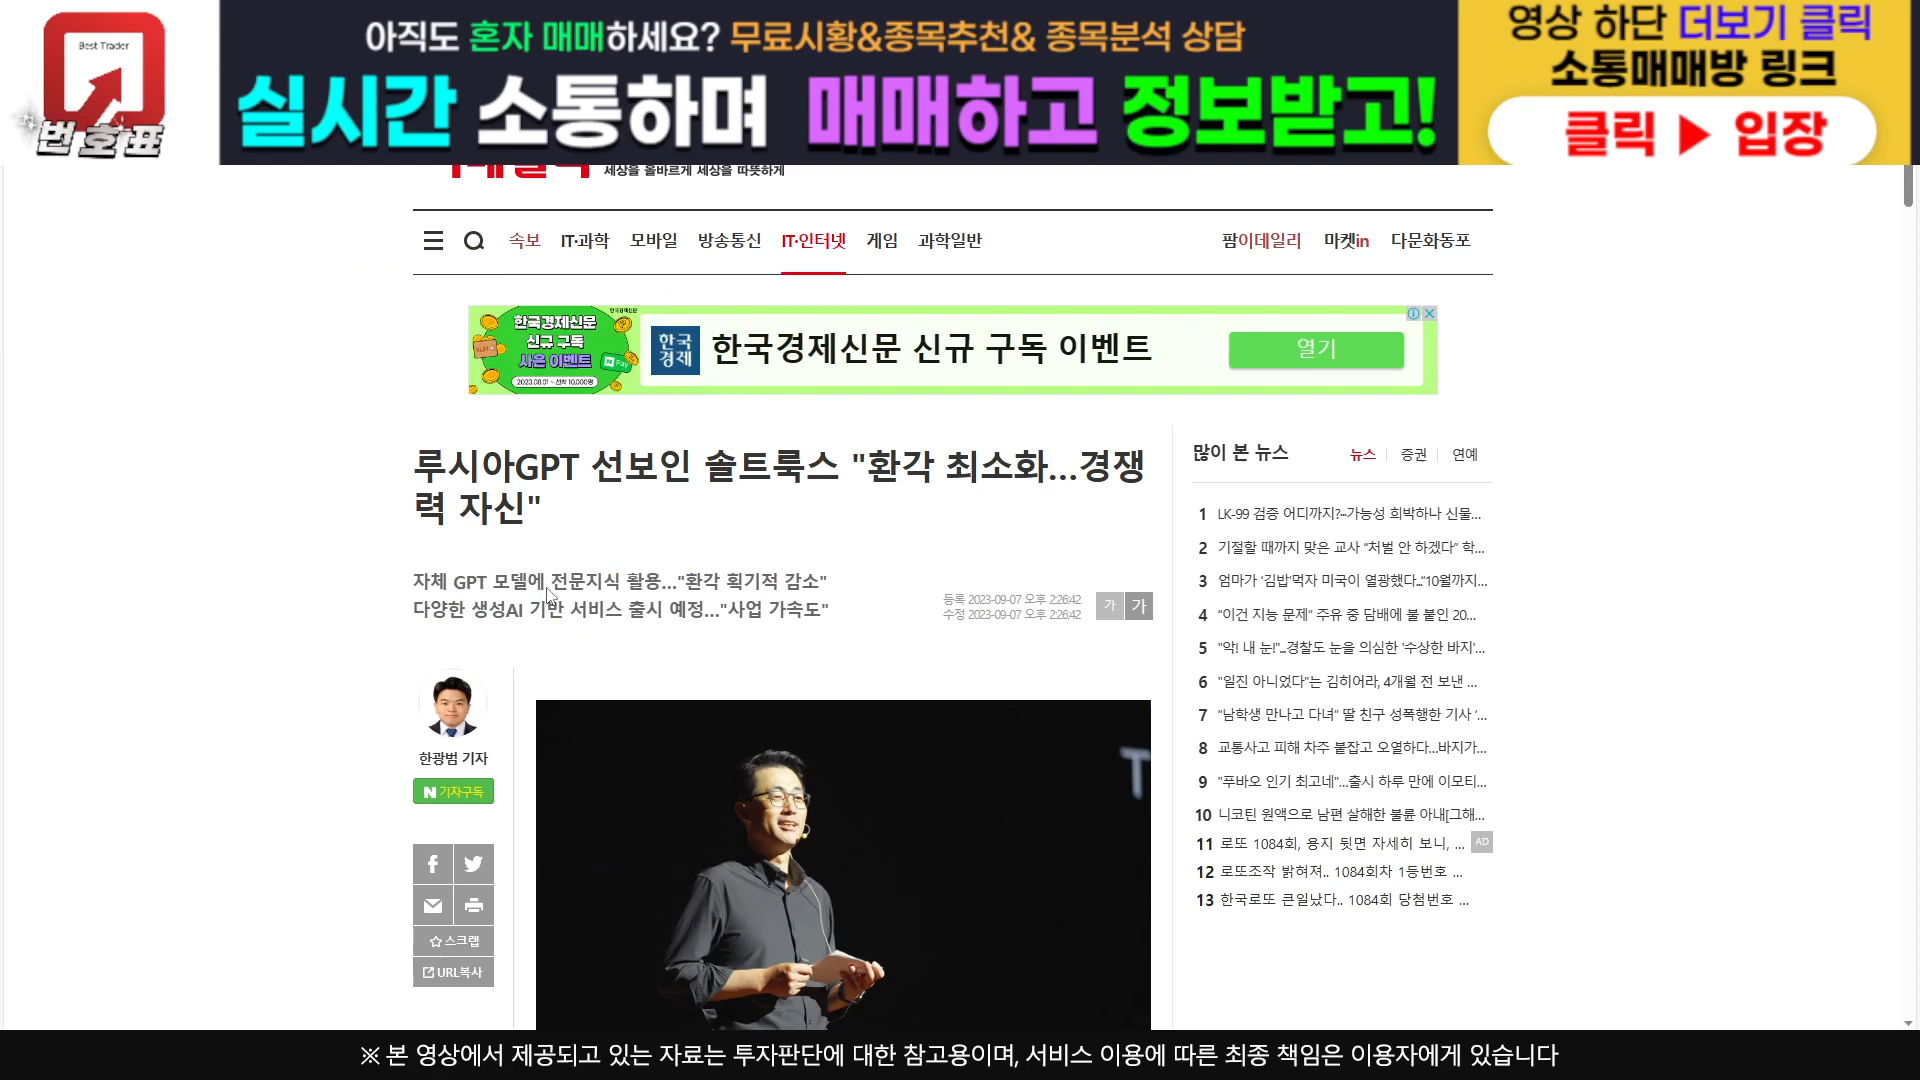 Best Trader
번호표
아직도 혼자 매매하세요? 무료시황&종목추천& 종목분석 상담
실시간 소통하며 매매하고 정보받고!
영상 하단 더보기 클릭
소통매매방 링크
클릭 ▶ 입장
세상을 올바르게 세상을 따뜻하게
속보 IT·과학 모바일 방송통신 IT·인터넷 게임 과학일반 팜이데일리 마켓in 다문화동포
한국경제신문
신규 구독
사은 이벤트
N Pay
2023.08.01 ~ 선착 10,000명
한국
경제
한국경제신문 신규 구독 이벤트
열기
루시아GPT 선보인 솔트룩스 "환각 최소화…경쟁
력 자신"
자체 GPT 모델에 전문지식 활용…"환각 획기적 감소"
다양한 생성AI 기반 서비스 출시 예정…"사업 가속도"
등록 2023-09-07 오후 2:26:42
수정 2023-09-07 오후 2:26:42
가 가
한광범 기자
N 기자구독
스크랩
URL복사
T
많이 본 뉴스 뉴스 증권 연예
1 LK-99 검증 어디까지?··가능성 희박하나 신물...
2 기절할 때까지 맞은 교사 “처벌 안 하겠다” 학...
3 엄마가 ‘김밥’먹자 미국이 열광했다..“10월까지...
4 “이건 지능 문제” 주유 중 담배에 불 붙인 20...
5 "악! 내 눈!"...경찰도 눈을 의심한 '수상한 바지'...
6 "일진 아니었다"는 김히어라, 4개월 전 보낸 ...
7 “남학생 만나고 다녀” 딸 친구 성폭행한 기사 ‘...
8 교통사고 피해 차주 붙잡고 오열하다…바지가...
9 "푸바오 인기 최고네"…출시 하루 만에 이모티...
10 니코틴 원액으로 남편 살해한 불륜 아내[그해...
11 로또 1084회, 용지 뒷면 자세히 보니, ... AD
12 로또조작 밝혀져.. 1084회차 1등번호 ...
13 한국로또 큰일났다.. 1084회 당첨번호 ...
※ 본 영상에서 제공되고 있는 자료는 투자판단에 대한 참고용이며, 서비스 이용에 따른 최종 책임은 이용자에게 있습니다